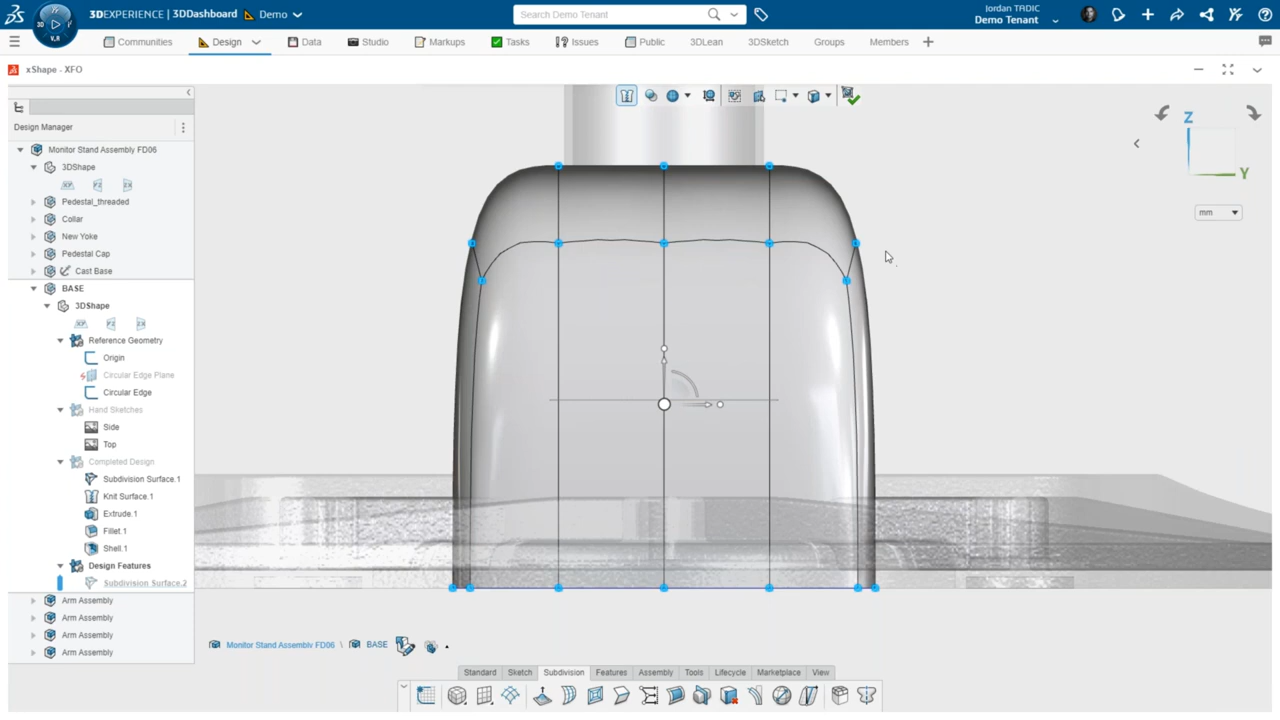 3DEXPERIENCE | 3DDashboard Demo
Search Demo Tenant
Jordan TRDIC
Demo Tenant
3D
V.R
Communities Design Data Studio Markups Tasks Issues Public 3DLean 3DSketch Groups Members
xShape - XFO
Design Manager
Monitor Stand Assembly FD06
3DShape
Pedestal_threaded
Collar
New Yoke
Pedestal Cap
Cast Base
BASE
3DShape
Reference Geometry
Origin
Circular Edge Plane
Circular Edge
Hand Sketches
Side
Top
Completed Design
Subdivision Surface.1
Knit Surface.1
Extrude.1
Fillet.1
Shell.1
Design Features
Subdivision Surface.2
Arm Assembly
Arm Assembly
Arm Assembly
Arm Assembly
Z
Y
mm
Monitor Stand Assembly FD06 \ BASE
Standard Sketch Subdivision Features Assembly Tools Lifecycle Marketplace View